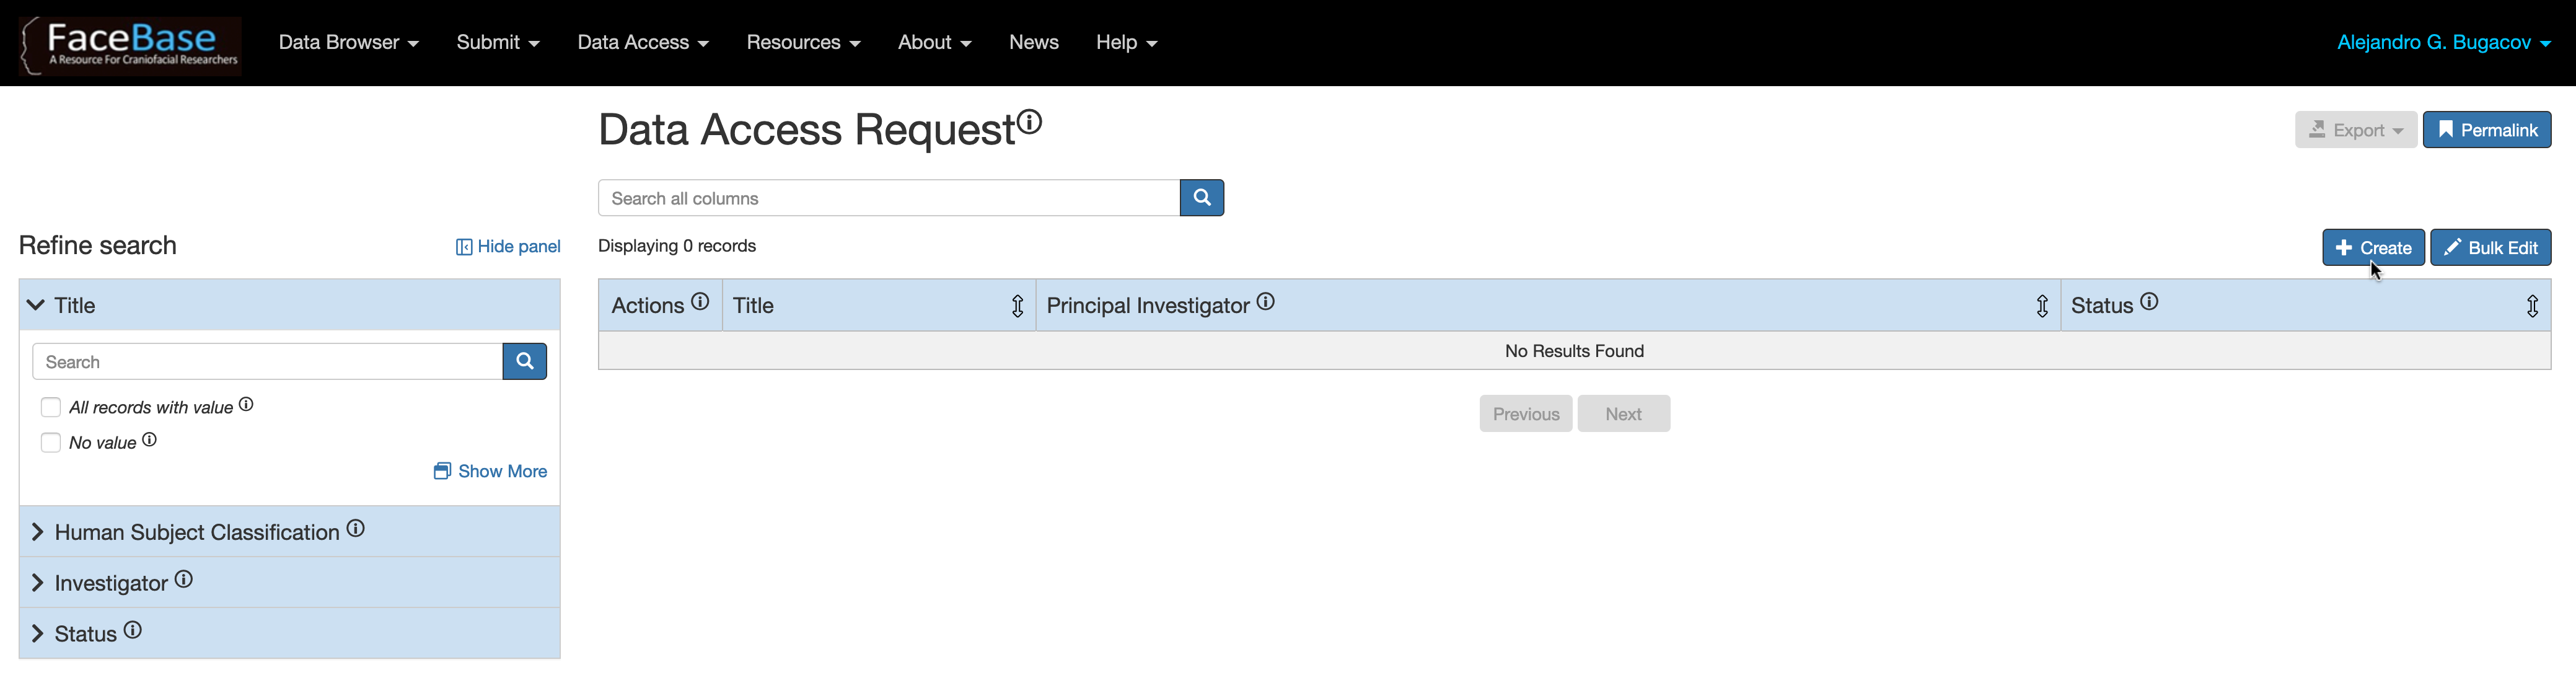 FaceBase
A Resource For Craniofacial Researchers
Data Browser
Submit
Data Access
Resources
About
News
Help
Alejandro G. Bugacov
Data Access Request
Export
Permalink
Search all columns
Refine search
Hide panel
Displaying 0 records
Create
Bulk Edit
Title
Search
All records with value
No value
Show More
Human Subject Classification
Investigator
Status
Actions
Title
Principal Investigator
Status
No Results Found
Previous
Next